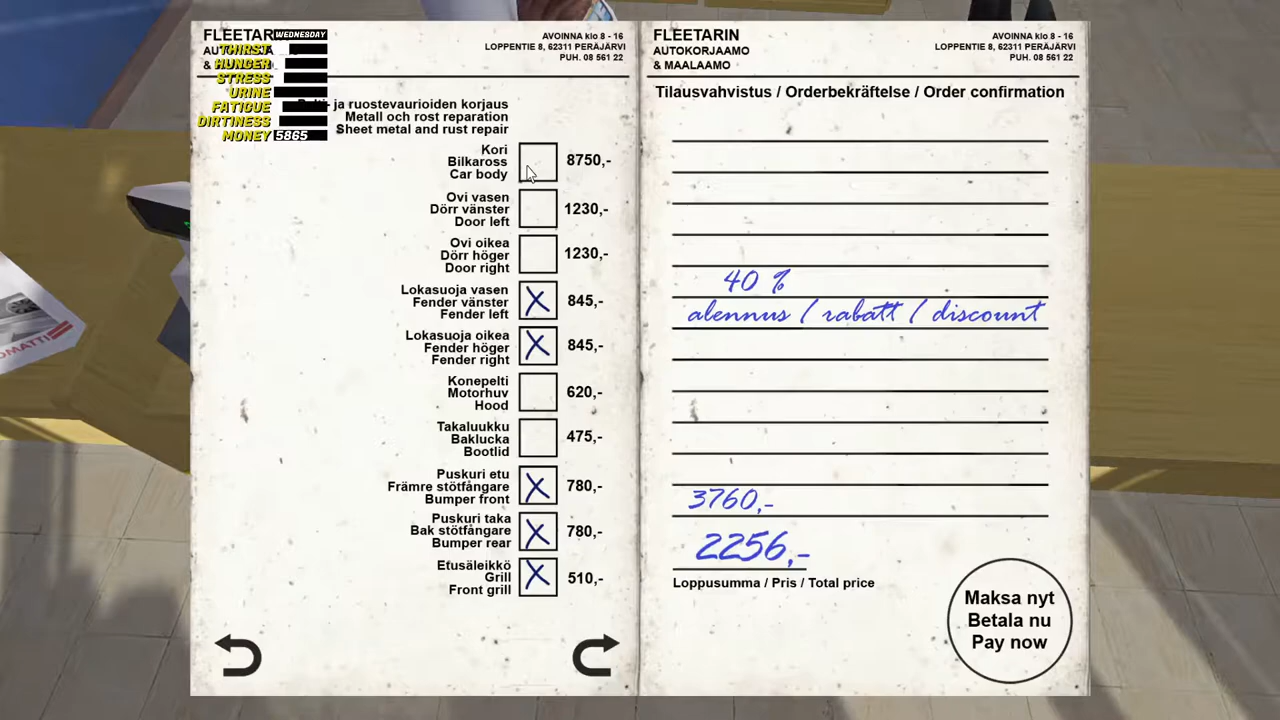 FLEETARIN
WEDNESDAY
THIRST
HUNGER
STRESS
URINE
FATIGUE
DIRTINESS
MONEY 5865
AVOINNA klo 8 - 16
LOPPENTIE 8, 62311 PERÄJÄRVI
PUH. 08 561 22
ja ruostevaurioiden korjaus
Metall och rost reparation
Sheet metal and rust repair
Kori
Bilkaross
Car body
8750,-
Ovi vasen
Dörr vänster
Door left
1230,-
Ovi oikea
Dörr höger
Door right
1230,-
Lokasuoja vasen
Fender vänster
Fender left
X
845,-
Lokasuoja oikea
Fender höger
Fender right
X
845,-
Konepelti
Motorhuv
Hood
620,-
Takaluukku
Baklucka
Bootlid
475,-
Puskuri etu
Främre stötfångare
Bumper front
X
780,-
Puskuri taka
Bak stötfångare
Bumper rear
X
780,-
Etusäleikkö
Grill
Front grill
X
510,-
FLEETARIN
AUTOKORJAAMO
& MAALAAMO
AVOINNA klo 8 - 16
LOPPENTIE 8, 62311 PERÄJÄRVI
PUH. 08 561 22
Tilausvahvistus / Orderbekräftelse / Order confirmation
40 %
alennus / rabatt / discount
3760,-
2256,-
Loppusumma / Pris / Total price
Maksa nyt
Betala nu
Pay now